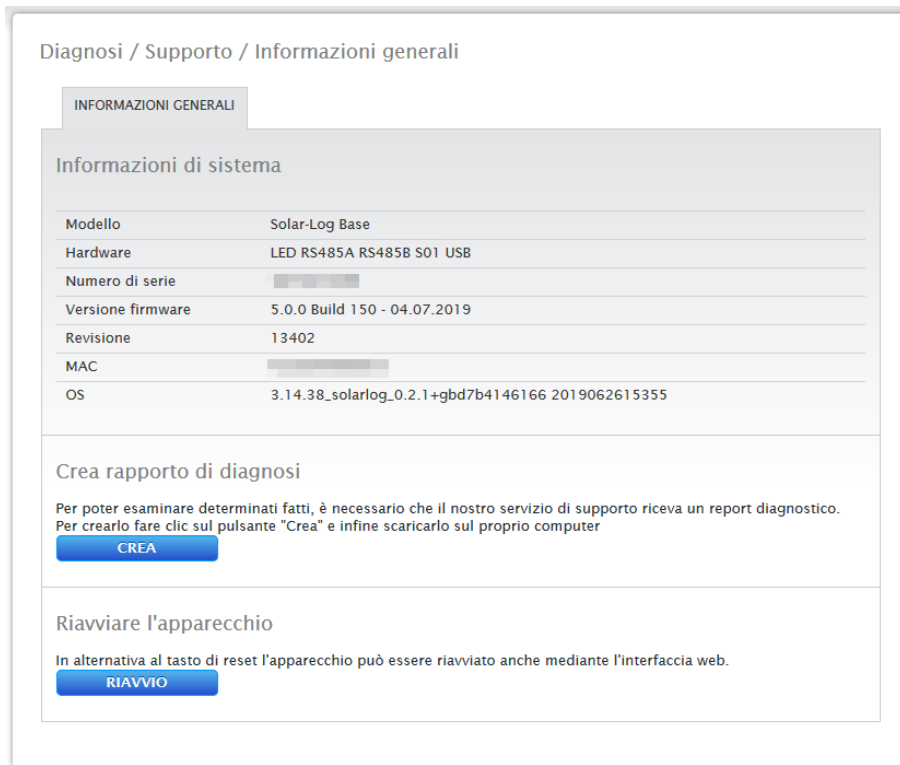 Diagnosi / Supporto / Informazioni generali
INFORMAZIONI GENERALI
Informazioni di sistema
Modello Solar-Log Base
Hardware LED RS485A RS485B S01 USB
Numero di serie
Versione firmware 5.0.0 Build 150 - 04.07.2019
Revisione 13402
MAC
OS 3.14.38_solarlog_0.2.1+gbd7b4146166 2019062615355
Crea rapporto di diagnosi
Per poter esaminare determinati fatti, è necessario che il nostro servizio di supporto riceva un report diagnostico.
Per crearlo fare clic sul pulsante "Crea" e infine scaricarlo sul proprio computer
CREA
Riavviare l'apparecchio
In alternativa al tasto di reset l'apparecchio può essere riavviato anche mediante l'interfaccia web.
RIAVVIO